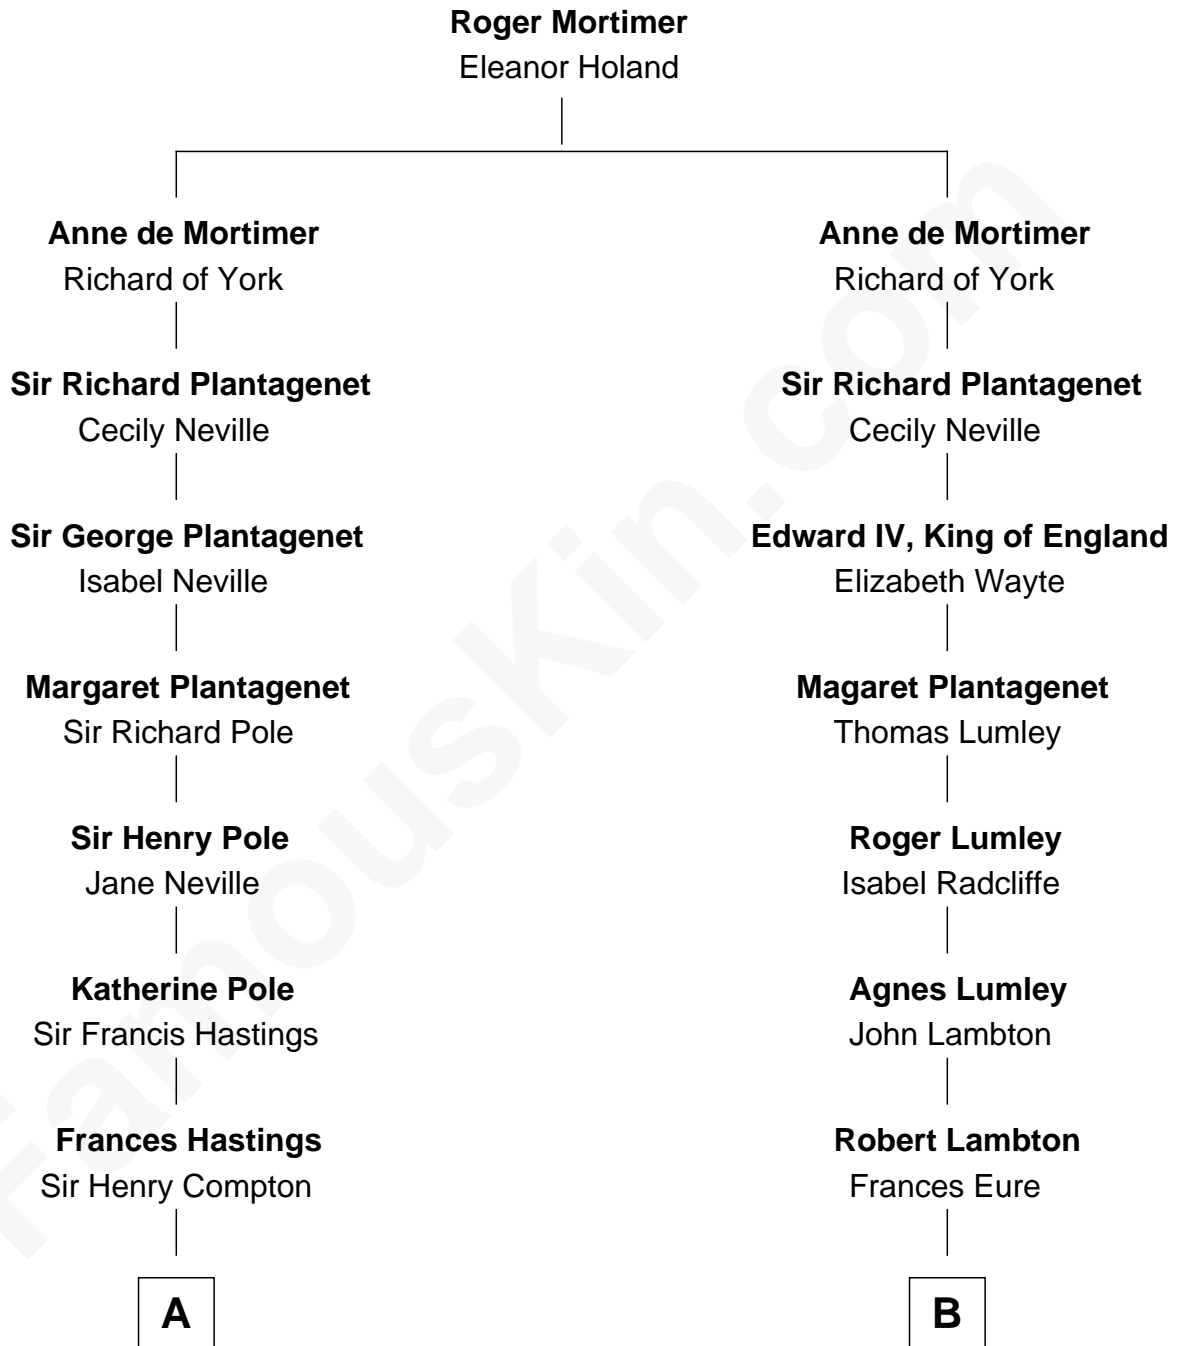 Roger Mortimer
Eleanor Holand
Anne de Mortimer
Richard of York
Sir Richard Plantagenet
Cecily Neville
Sir George Plantagenet
Isabel Neville
Margaret Plantagenet
Sir Richard Pole
Sir Henry Pole
Jane Neville
Katherine Pole
Sir Francis Hastings
Frances Hastings
Sir Henry Compton
A
Anne de Mortimer
Richard of York
Sir Richard Plantagenet
Cecily Neville
Edward IV, King of England
Elizabeth Wayte
Magaret Plantagenet
Thomas Lumley
Roger Lumley
Isabel Radcliffe
Agnes Lumley
John Lambton
Robert Lambton
Frances Eure
B
FamousKin.com